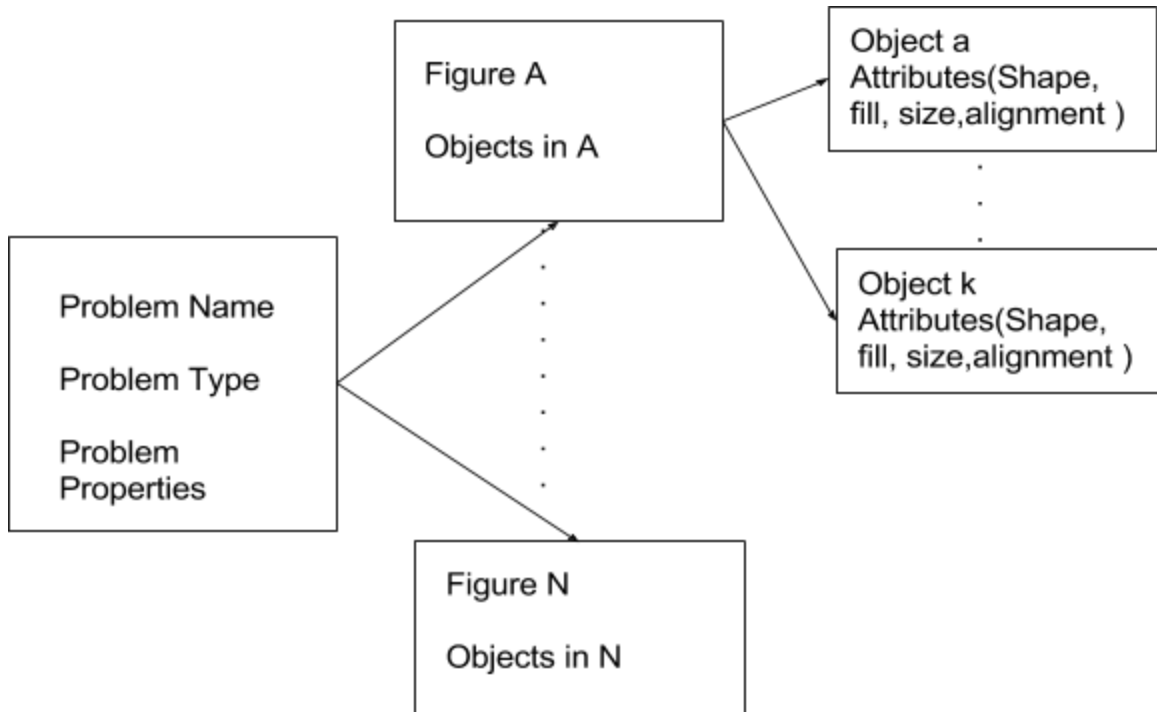 Problem Name
Problem Type
Problem
Properties
Figure A
Objects in A
Figure N
Objects in N
Object a
Attributes(Shape,
fill, size,alignment )
Object k
Attributes(Shape,
fill, size,alignment )